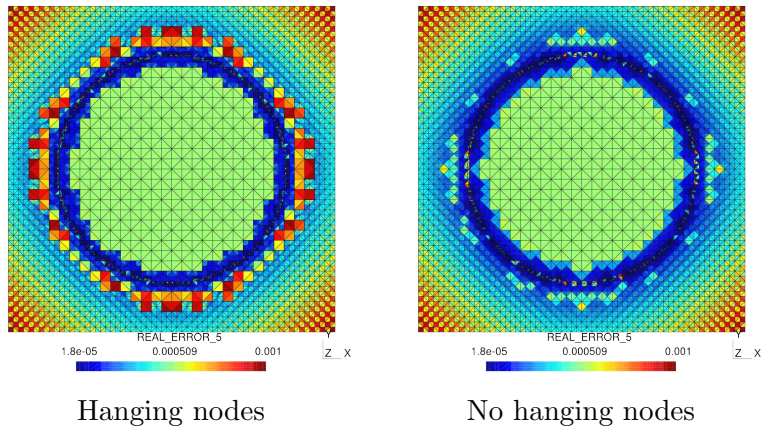 REAL_ERROR_5
1.8e-05 0.000509 0.001
Y
Z X
Hanging nodes
REAL_ERROR_5
1.8e-05 0.000509 0.001
Y
Z X
No hanging nodes